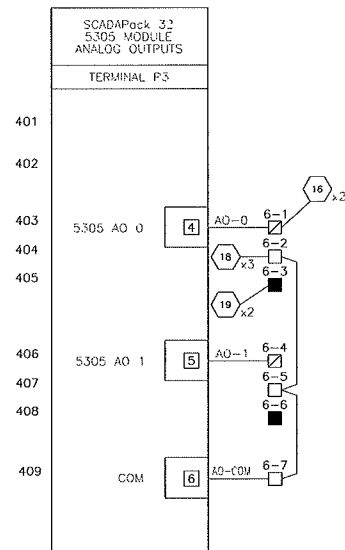 SCADAPack 32
5305 MODULE
ANALOG OUTPUTS
TERMINAL P3
401
402
16 x2
403 5305 AO 0 4 AO-0 6-1
404 18 x3 6-2
405 19 x2 6-3
406 5305 AO 1 5 AO-1 6-4
407 6-5
408 6-6
409 COM 6 AO-COM 6-7